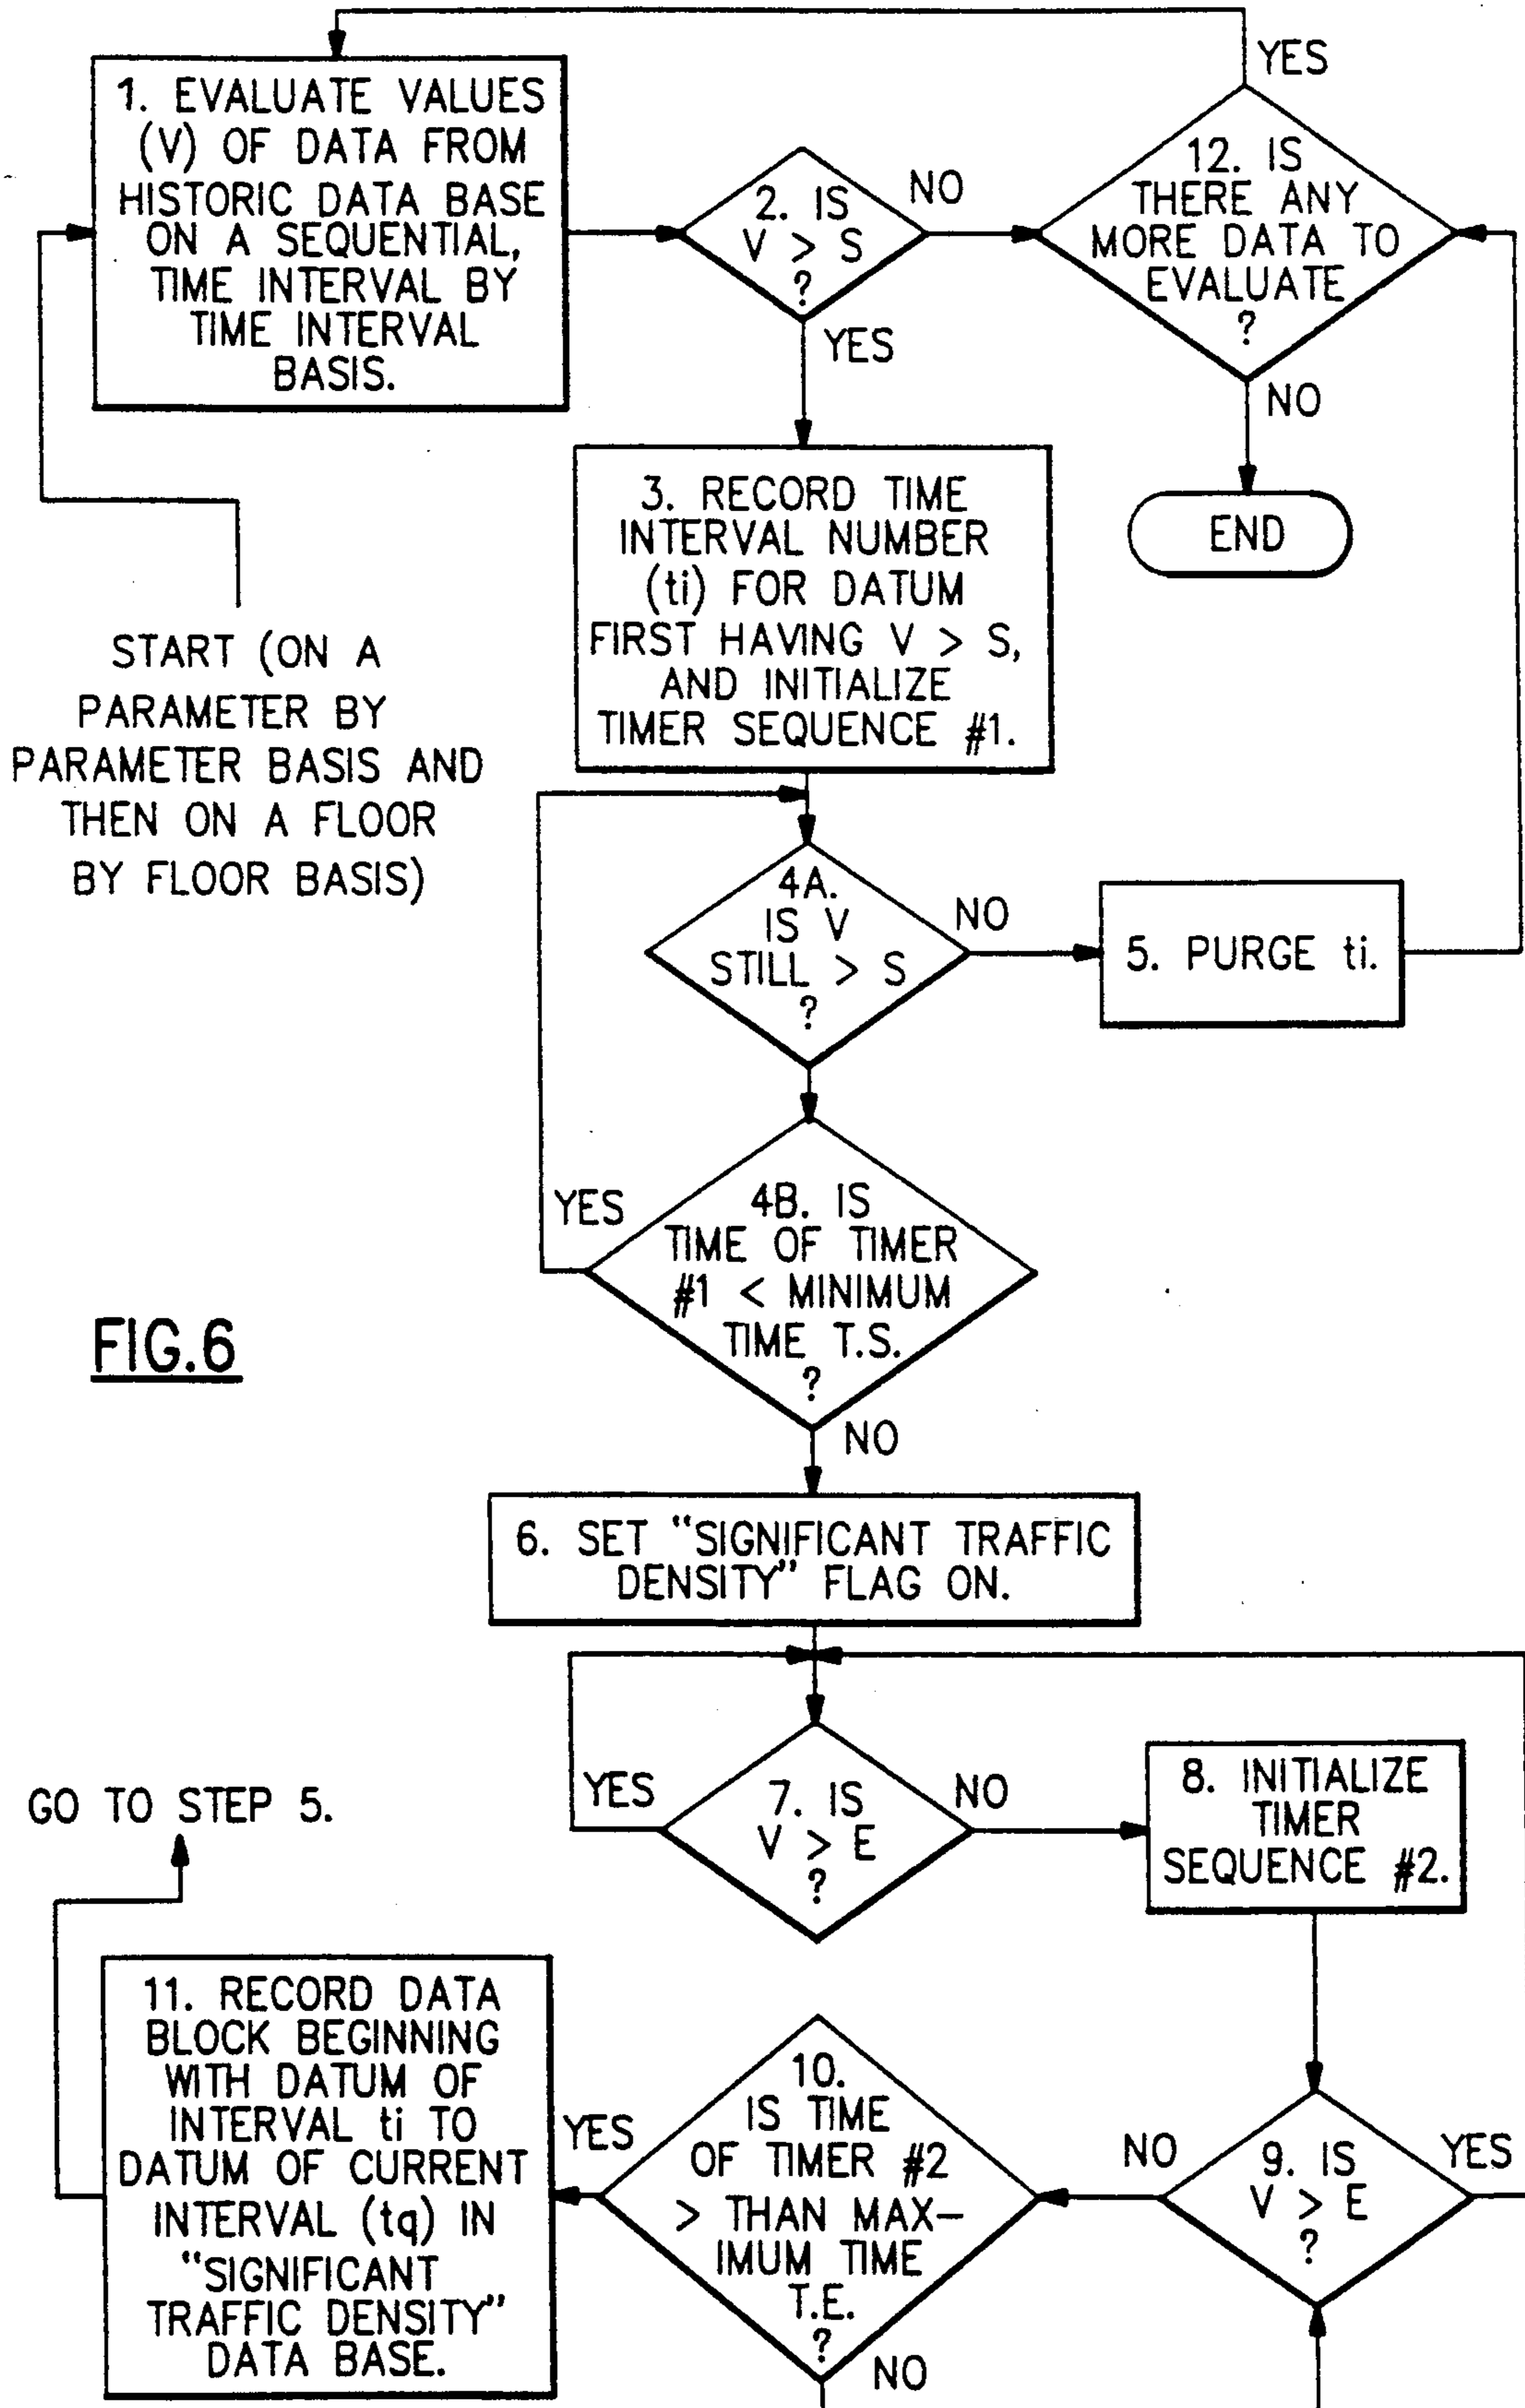 YES
1. EVALUATE VALUES
(V) OF DATA FROM
HISTORIC DATA BASE
ON A SEQUENTIAL,
TIME INTERVAL BY
TIME INTERVAL
BASIS.
2. IS
V > S
?
NO
YES
12. IS
THERE ANY
MORE DATA TO
EVALUATE
?
NO
END
3. RECORD TIME
INTERVAL NUMBER
(ti) FOR DATUM
FIRST HAVING V > S,
AND INITIALIZE
TIMER SEQUENCE #1.
START (ON A
PARAMETER BY
PARAMETER BASIS AND
THEN ON A FLOOR
BY FLOOR BASIS)
4A.
IS V
STILL > S
?
NO
5. PURGE ti.
4B. IS
TIME OF TIMER
#1 < MINIMUM
TIME T.S.
?
YES
NO
FIG.6
6. SET "SIGNIFICANT TRAFFIC
DENSITY" FLAG ON.
7. IS
V > E
?
YES
NO
8. INITIALIZE
TIMER
SEQUENCE #2.
GO TO STEP 5.
9. IS
V > E
?
NO
YES
10.
IS TIME
OF TIMER #2
> THAN MAX-
IMUM TIME
T.E.
?
YES
NO
11. RECORD DATA
BLOCK BEGINNING
WITH DATUM OF
INTERVAL ti TO
DATUM OF CURRENT
INTERVAL (tq) IN
"SIGNIFICANT
TRAFFIC DENSITY"
DATA BASE.